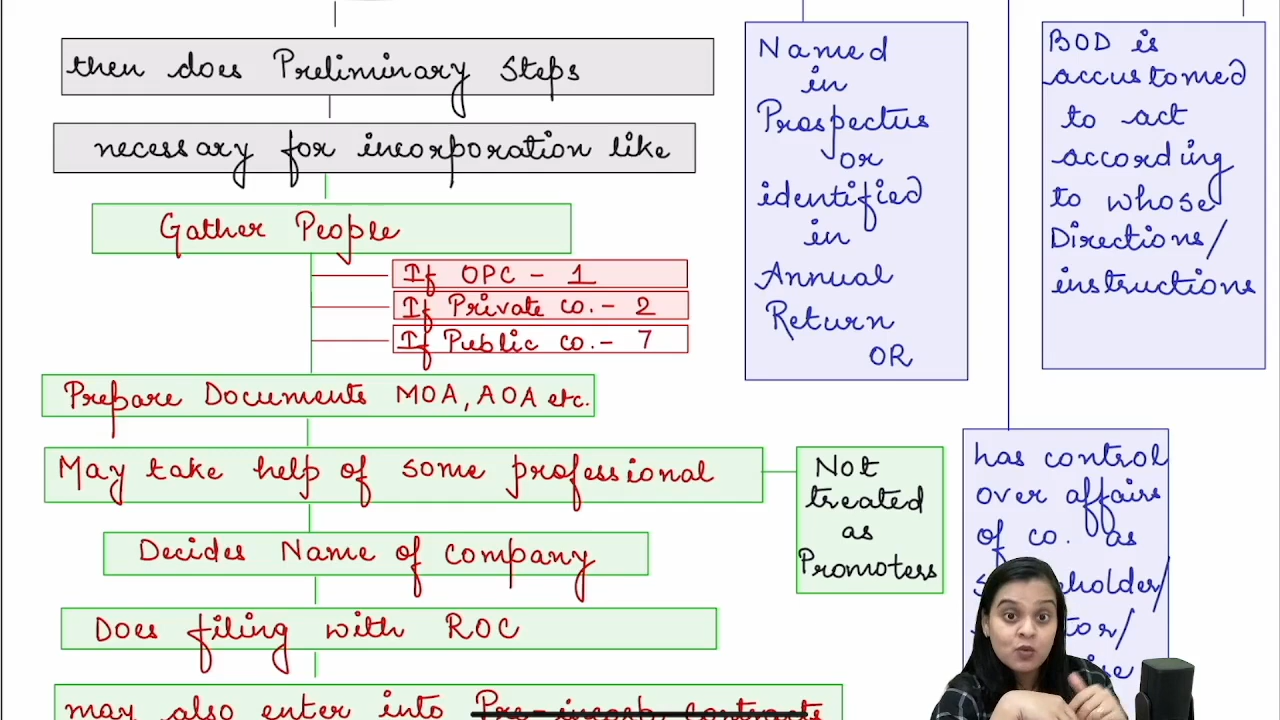 then does Preliminary Steps
necessary for incorporation like
Gather People
If OPC - 1
If Private co. - 2
If Public co. - 7
Prepare Documents MOA, AOA etc.
May take help of some professional
Not
treated
as
Promoters
Decides Name of company
Does filing with ROC
may also enter into Pre-incorp contracts
Named
in
Prospectus
or
identified
in
Annual
Return
OR
BOD is
accustomed
to act
according
to whose
Directions/
instructions
has control
over affairs
of co. as